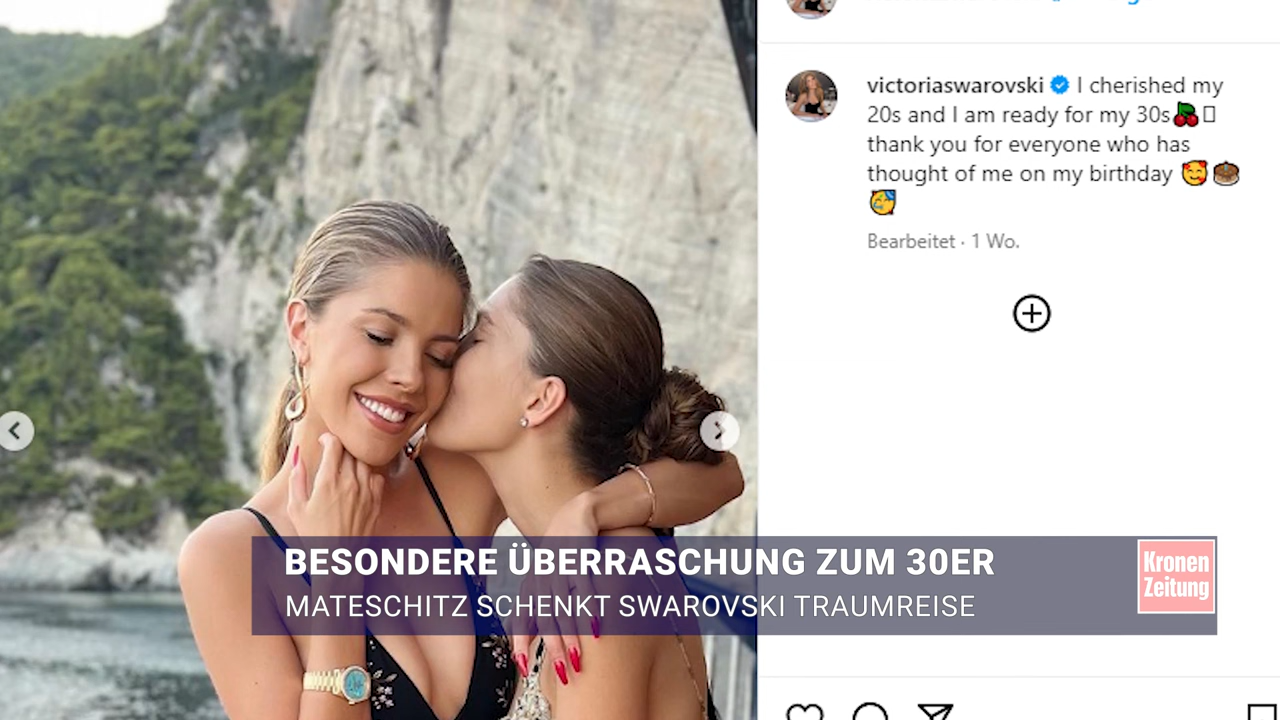 victoriaswarovski I cherished my
20s and I am ready for my 30s🍒
thank you for everyone who has
thought of me on my birthday 🥰🎂
🥳
Bearbeitet · 1 Wo.
BESONDERE ÜBERRASCHUNG ZUM 30ER
MATESCHITZ SCHENKT SWAROVSKI TRAUMREISE
Kronen
Zeitung